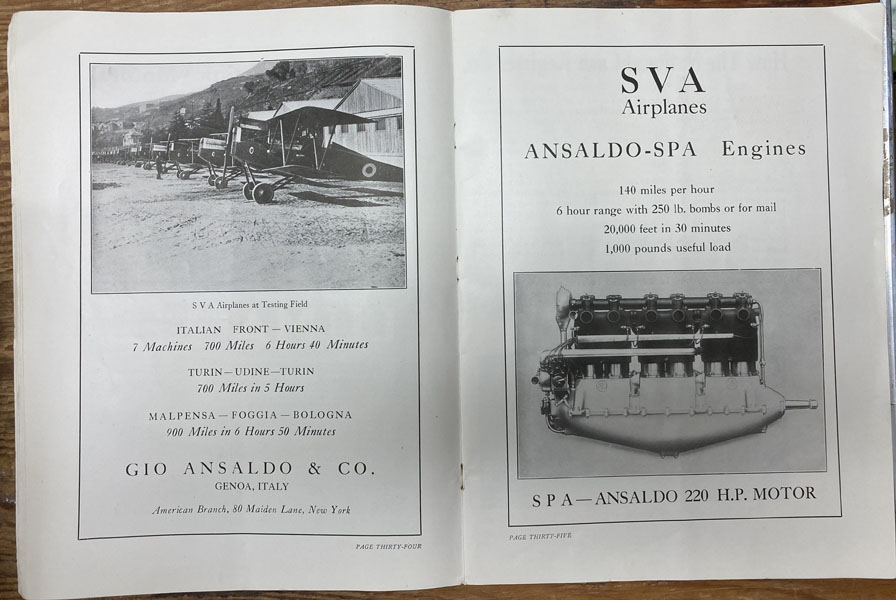 S V A Airplanes at Testing Field
ITALIAN FRONT — VIENNA
7 Machines 700 Miles 6 Hours 40 Minutes
TURIN — UDINE — TURIN
700 Miles in 5 Hours
MALPENSA — FOGGIA — BOLOGNA
900 Miles in 6 Hours 50 Minutes
GIO ANSALDO & CO.
GENOA, ITALY
American Branch, 80 Maiden Lane, New York
PAGE THIRTY-FOUR
SVA
Airplanes
ANSALDO-SPA Engines
140 miles per hour
6 hour range with 250 lb. bombs or for mail
20,000 feet in 30 minutes
1,000 pounds useful load
SPA—ANSALDO 220 H.P. MOTOR
PAGE THIRTY-FIVE